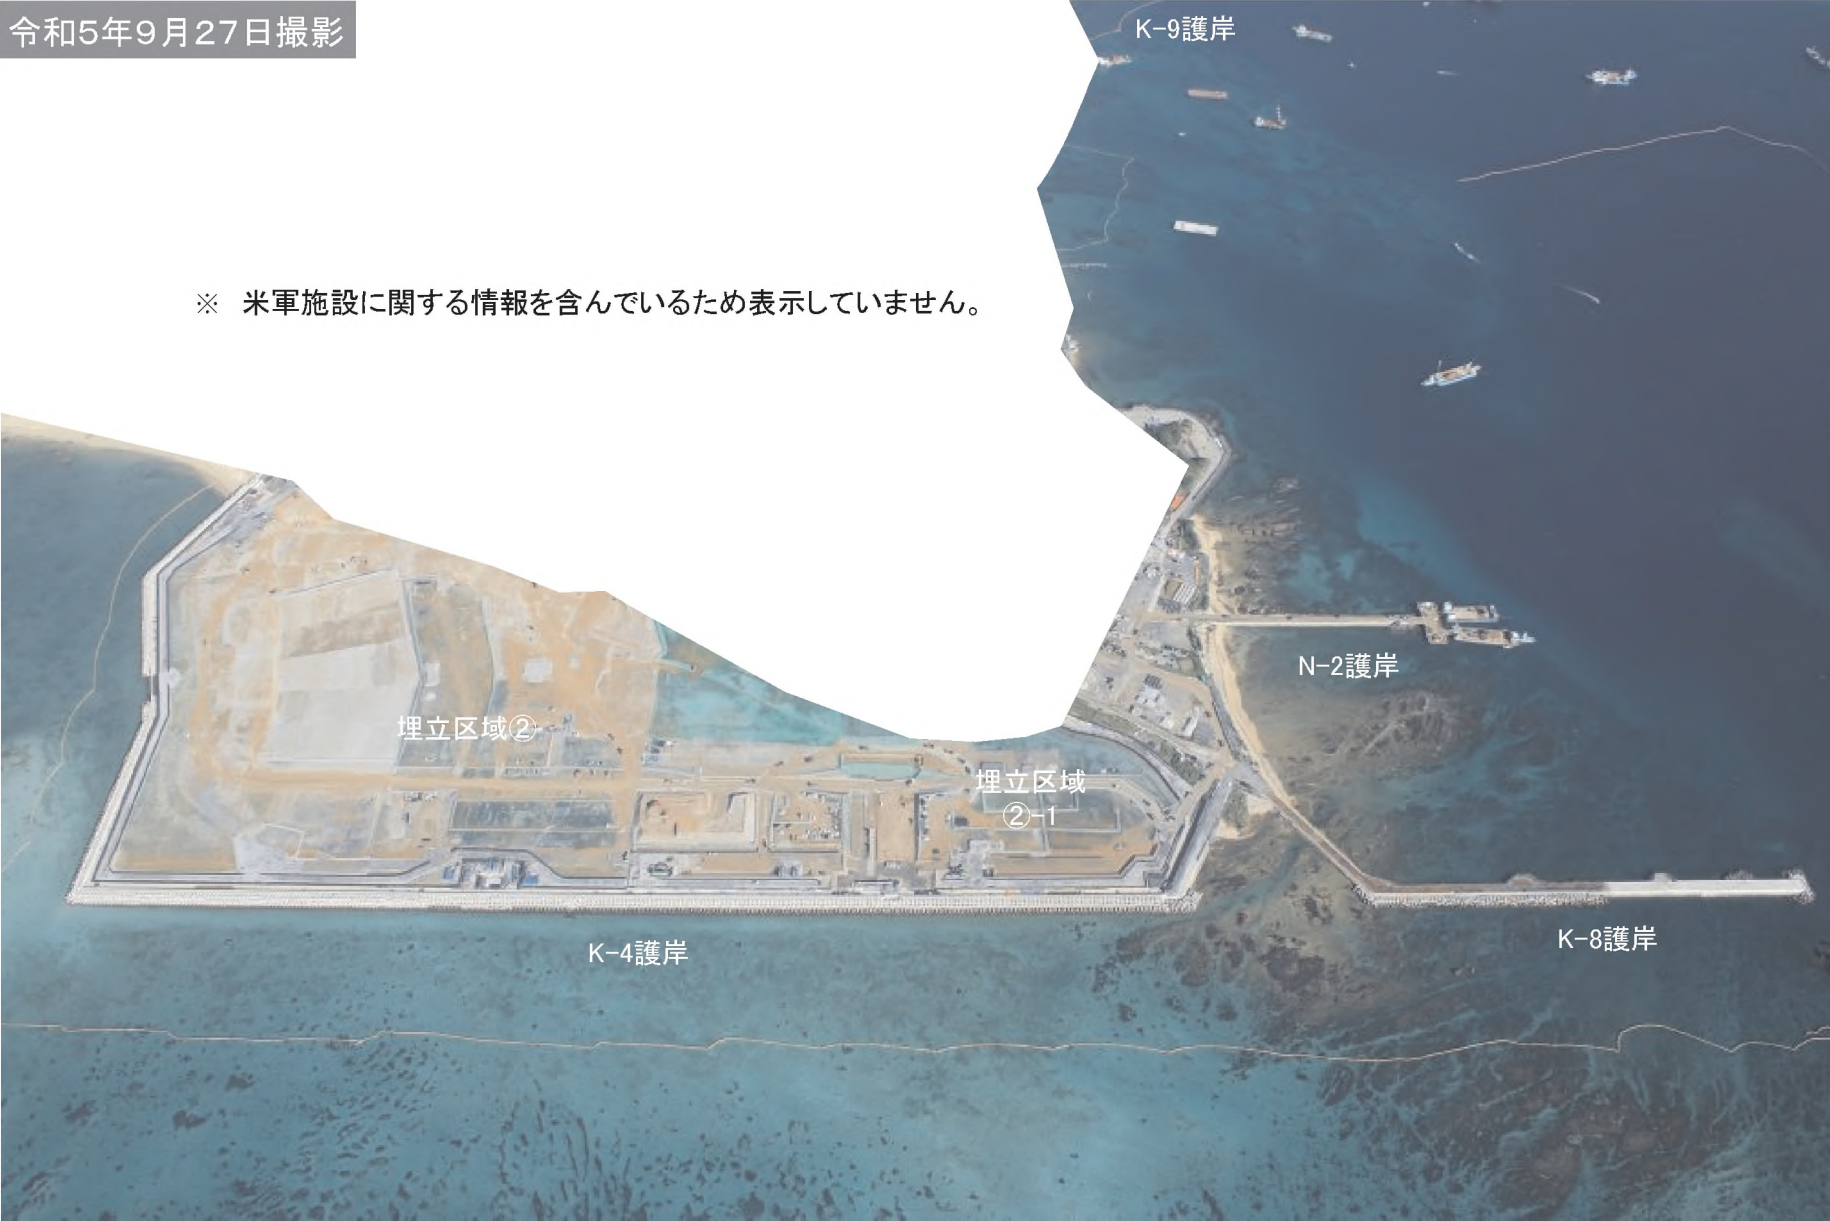 令和5年9月27日撮影
K-9護岸
※　米軍施設に関する情報を含んでいるため表示していません。
N-2護岸
埋立区域②
埋立区域
②-1
K-8護岸
K-4護岸